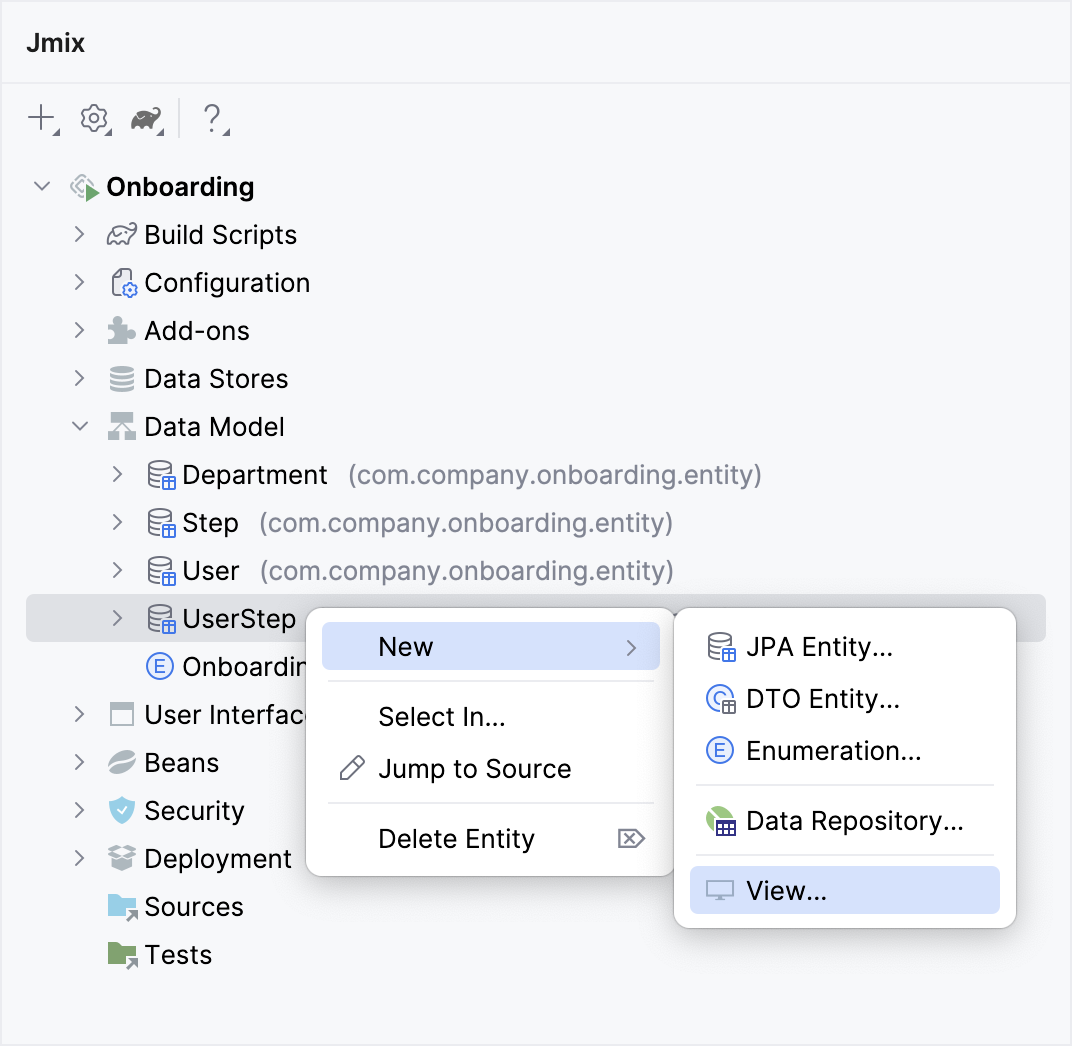 Jmix
Onboarding
Build Scripts
Configuration
Add-ons
Data Stores
Data Model
Department (com.company.onboarding.entity)
Step (com.company.onboarding.entity)
User (com.company.onboarding.entity)
UserStep
Onboardin
User Interfac
Beans
Security
Deployment
Sources
Tests
New
Select In...
Jump to Source
Delete Entity
JPA Entity...
DTO Entity...
Enumeration...
Data Repository...
View...